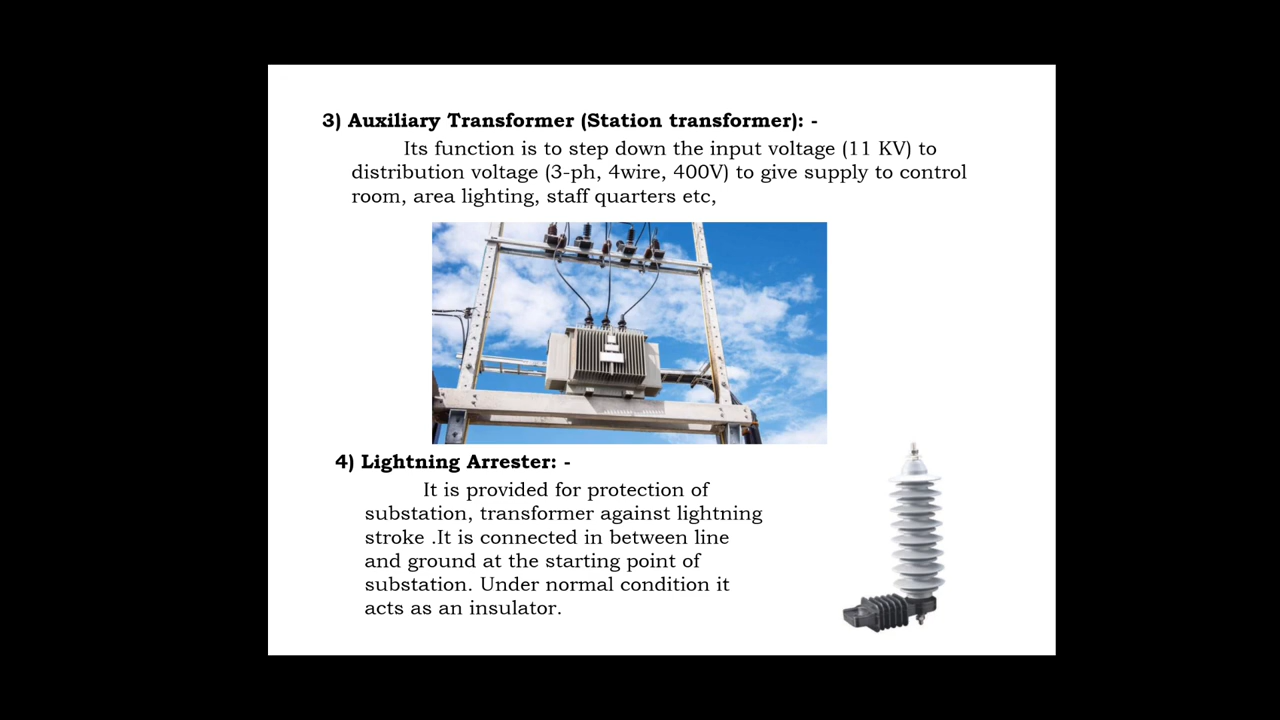 3) Auxiliary Transformer (Station transformer): -
Its function is to step down the input voltage (11 KV) to
distribution voltage (3-ph, 4wire, 400V) to give supply to control
room, area lighting, staff quarters etc,
4) Lightning Arrester: -
It is provided for protection of
substation, transformer against lightning
stroke .It is connected in between line
and ground at the starting point of
substation. Under normal condition it
acts as an insulator.